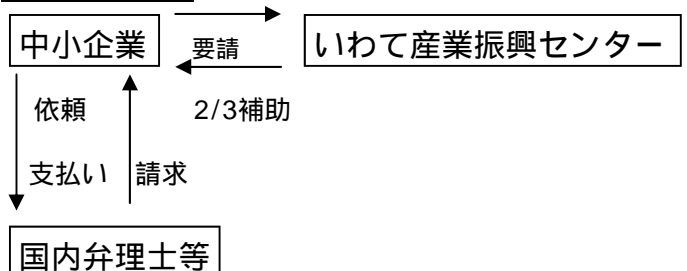 中小企業
要請
いわて産業振興センター
依頼
2/3補助
支払い
請求
国内弁理士等